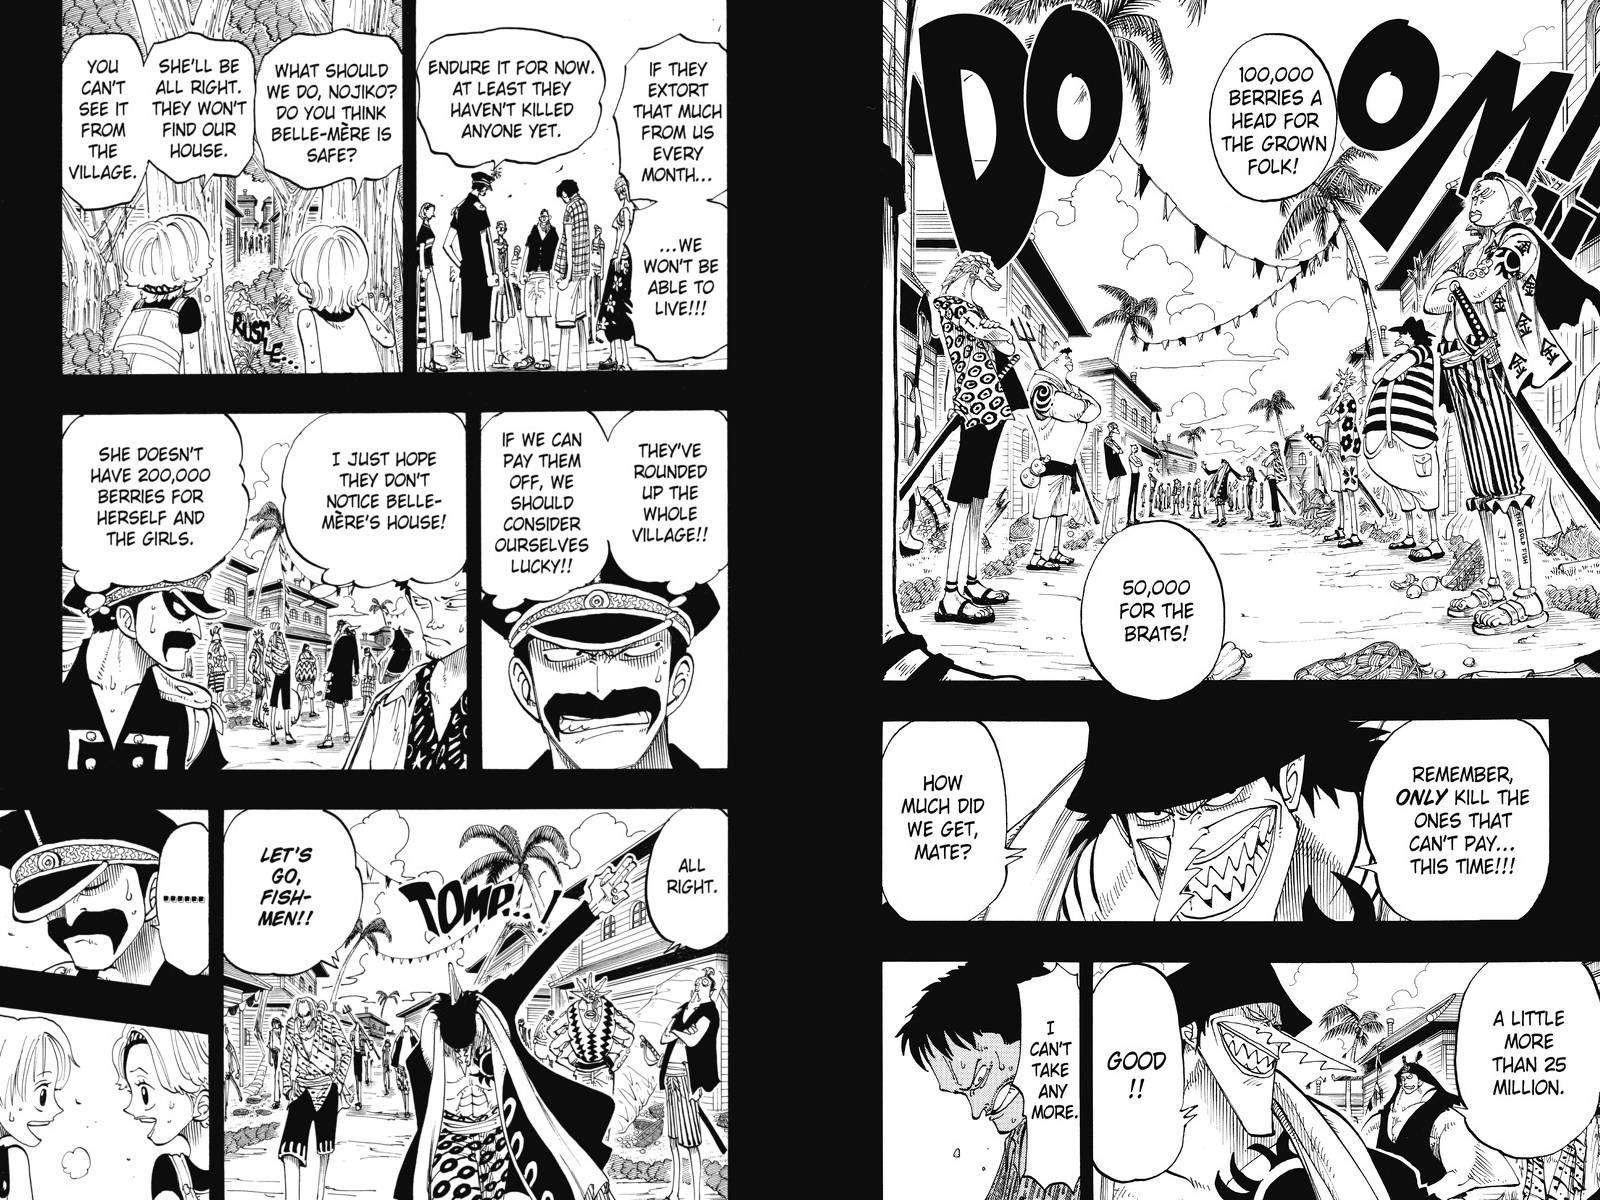 DOOM!!
100,000
BERRIES A
HEAD FOR
THE GROWN
FOLK!
50,000
FOR THE
BRATS!
REMEMBER,
ONLY KILL THE
ONES THAT
CAN'T PAY...
THIS TIME!!!
HOW
MUCH DID
WE GET,
MATE?
A LITTLE
MORE
THAN 25
MILLION.
GOOD
!!
I
CAN'T
TAKE
ANY
MORE.
IF THEY
EXTORT
THAT MUCH
FROM US
EVERY
MONTH...
...WE
WON'T BE
ABLE TO
LIVE!!!
ENDURE IT FOR NOW.
AT LEAST THEY
HAVEN'T KILLED
ANYONE YET.
WHAT SHOULD
WE DO, NOJIKO?
DO YOU THINK
BELLE-MÈRE IS
SAFE?
SHE'LL BE
ALL RIGHT.
THEY WON'T
FIND OUR
HOUSE.
YOU
CAN'T
SEE IT
FROM
THE
VILLAGE.
RUSTLE..
THEY'VE
ROUNDED
UP THE
WHOLE
VILLAGE!!
IF WE CAN
PAY THEM
OFF, WE
SHOULD
CONSIDER
OURSELVES
LUCKY!!
I JUST HOPE
THEY DON'T
NOTICE BELLE-
MÈRE'S HOUSE!
SHE DOESN'T
HAVE 200,000
BERRIES FOR
HERSELF AND
THE GIRLS.
ALL
RIGHT.
TOMP...!
LET'S
GO,
FISH-
MEN!!
.......